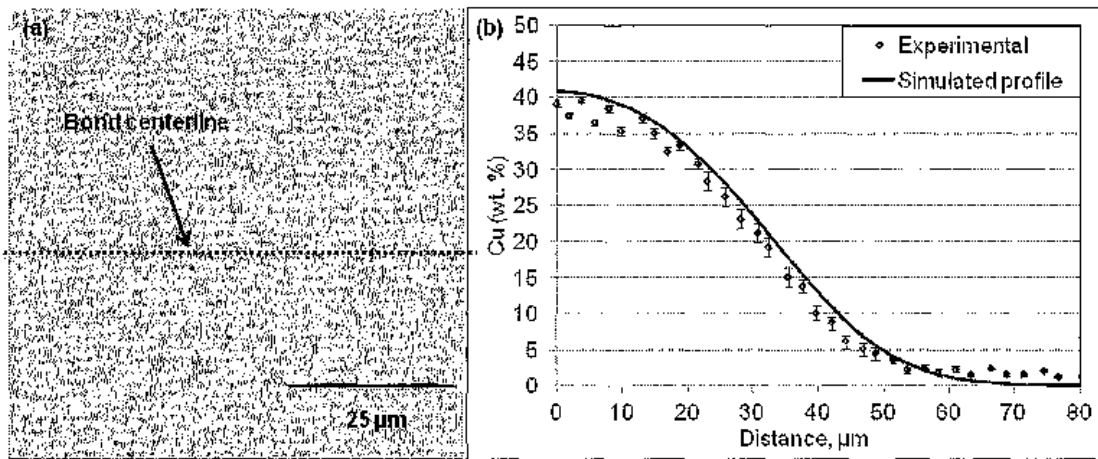 (a)
Bond centerline
25 µm
(b)
Experimental
Simulated profile
Cu (wt. %)
50
45
40
35
30
25
20
15
10
5
0
0 10 20 30 40 50 60 70 80
Distance, µm